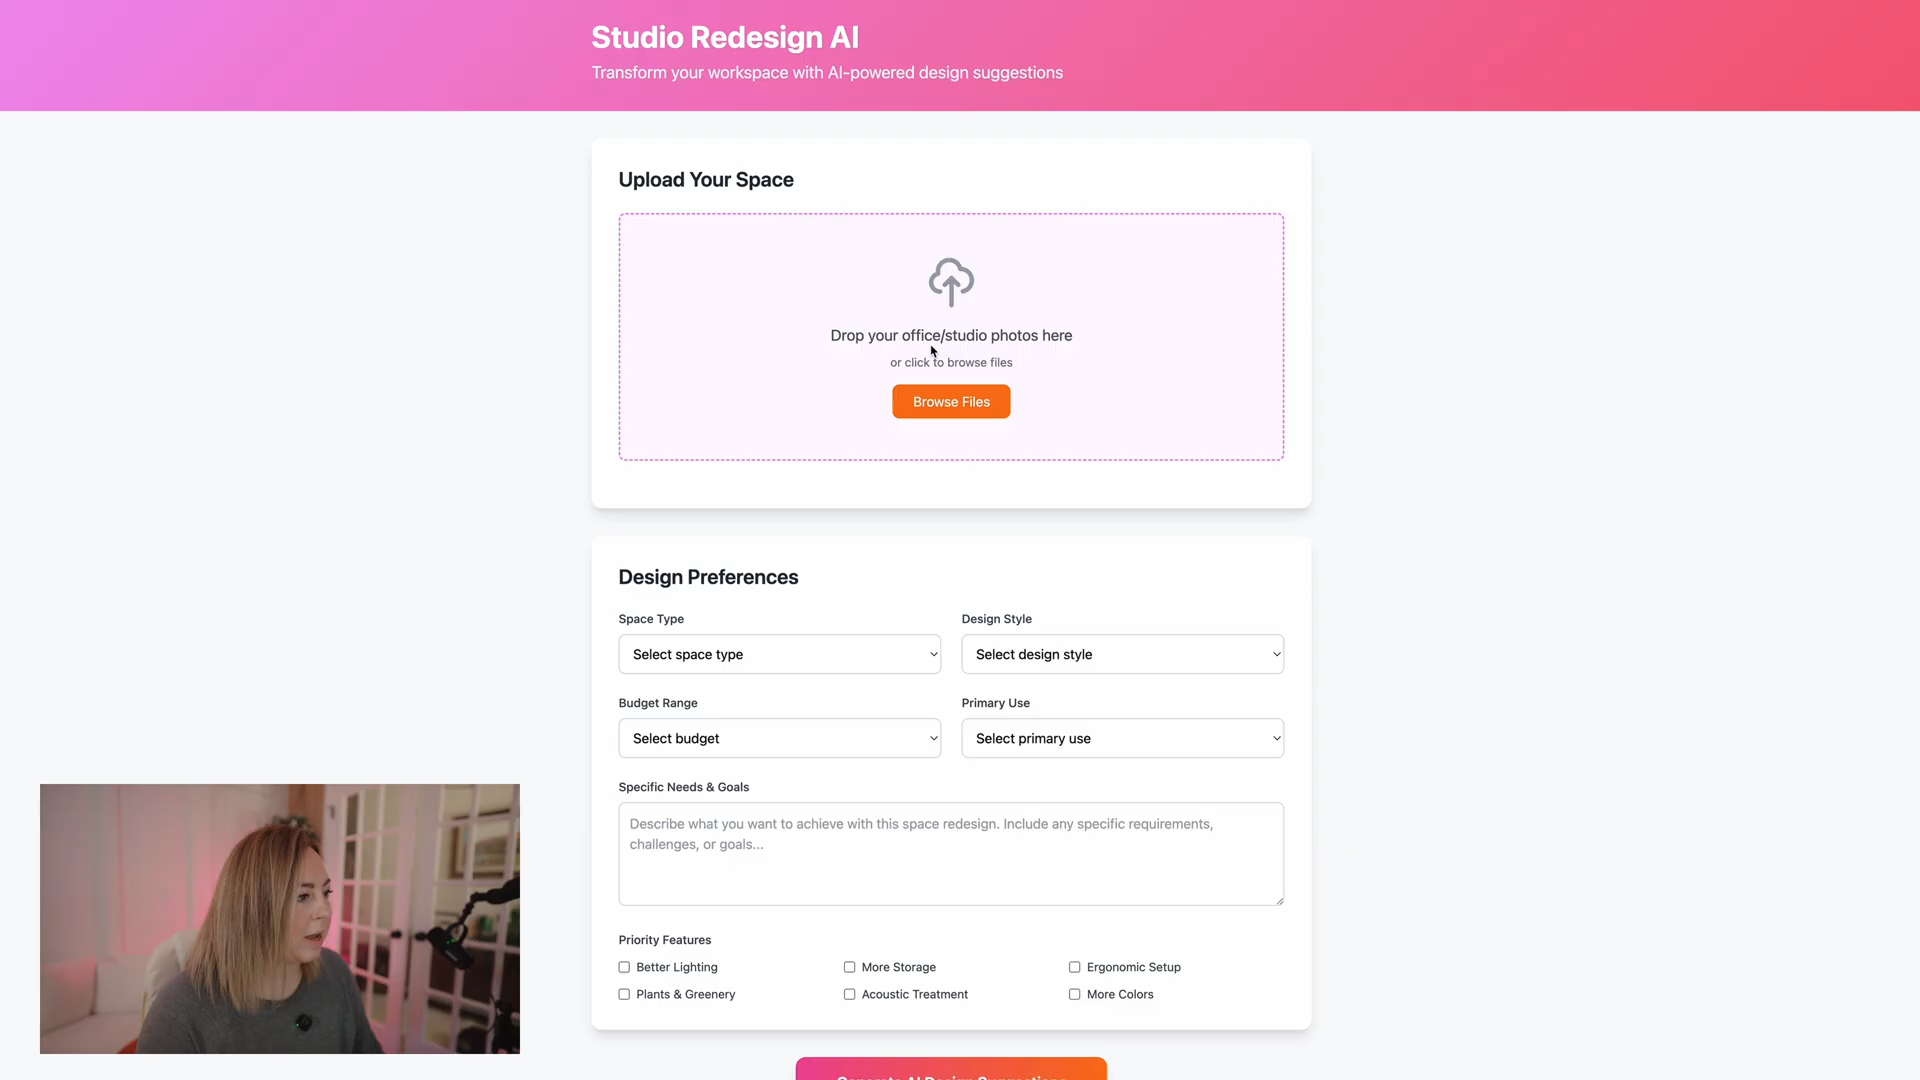 Studio Redesign AI
Transform your workspace with AI-powered design suggestions
Upload Your Space
Drop your office/studio photos here
or click to browse files
Browse Files
Design Preferences
Space Type
Design Style
Select space type
Select design style
Budget Range
Primary Use
Select budget
Select primary use
Specific Needs & Goals
Describe what you want to achieve with this space redesign. Include any specific requirements,
challenges, or goals...
Priority Features
Better Lighting
More Storage
Ergonomic Setup
Plants & Greenery
Acoustic Treatment
More Colors
Generate AI Design Suggestions